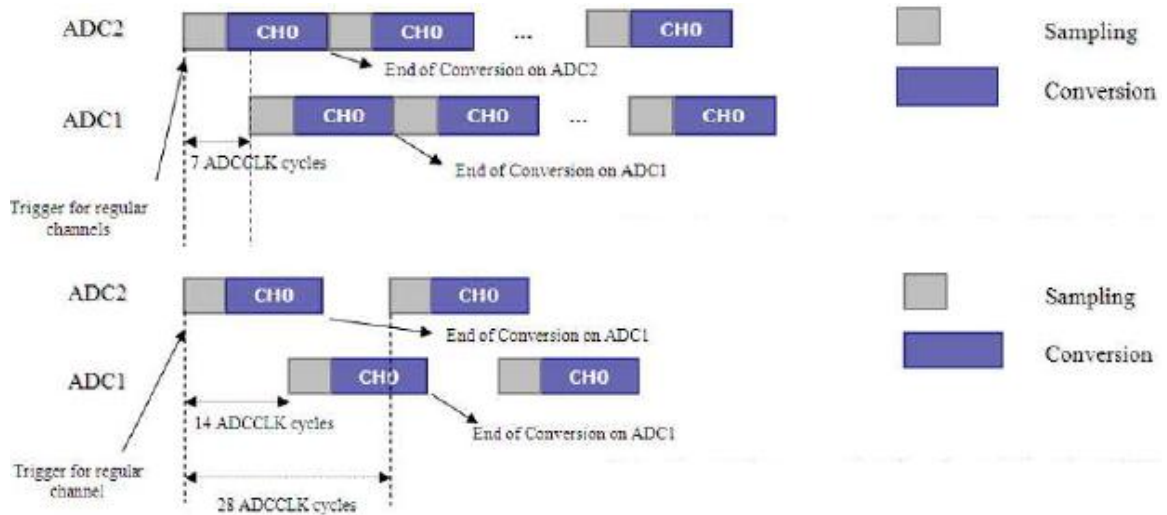 ADC2
CH0
CH0
...
CH0
Sampling
End of Conversion on ADC2
Conversion
ADC1
CH0
CH0
...
CH0
7 ADCCLK cycles
End of Conversion on ADC1
Trigger for regular
channels
ADC2
CH0
CH0
Sampling
End of Conversion on ADC1
ADC1
CH0
CH0
Conversion
14 ADCCLK cycles
End of Conversion on ADC1
Trigger for regular
channel
28 ADCCLK cycles